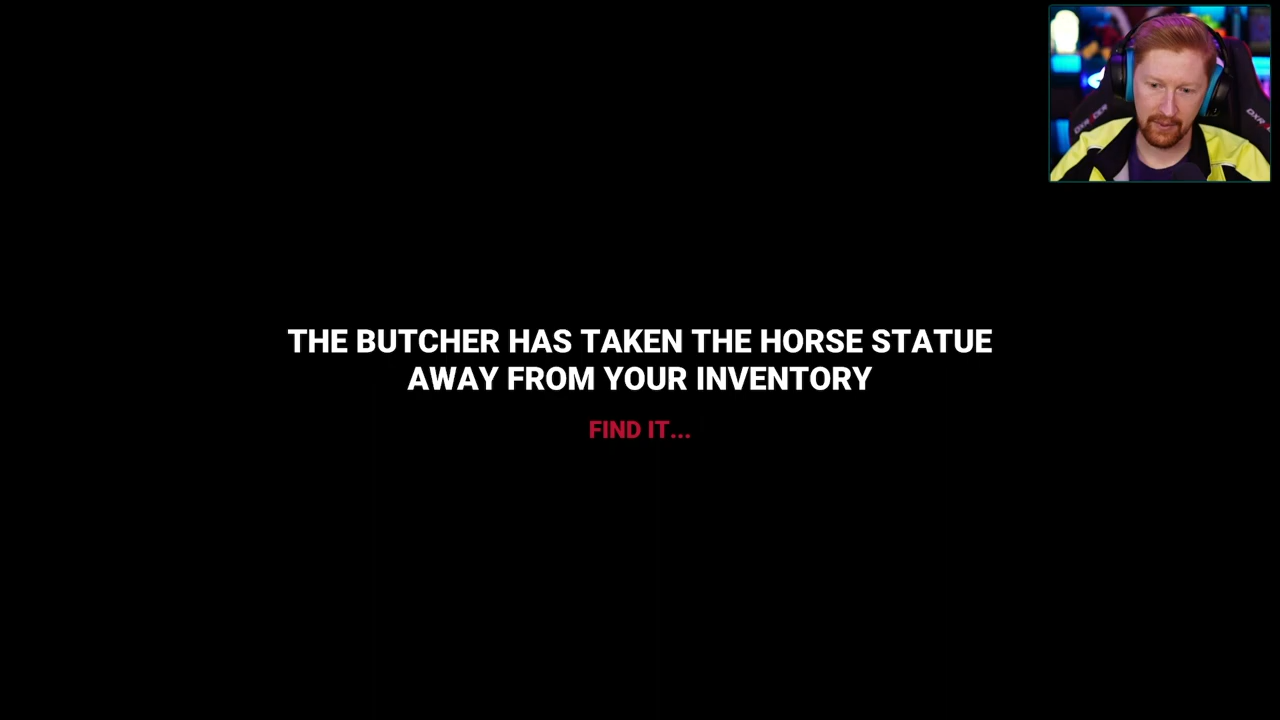 THE BUTCHER HAS TAKEN THE HORSE STATUE
AWAY FROM YOUR INVENTORY
FIND IT...